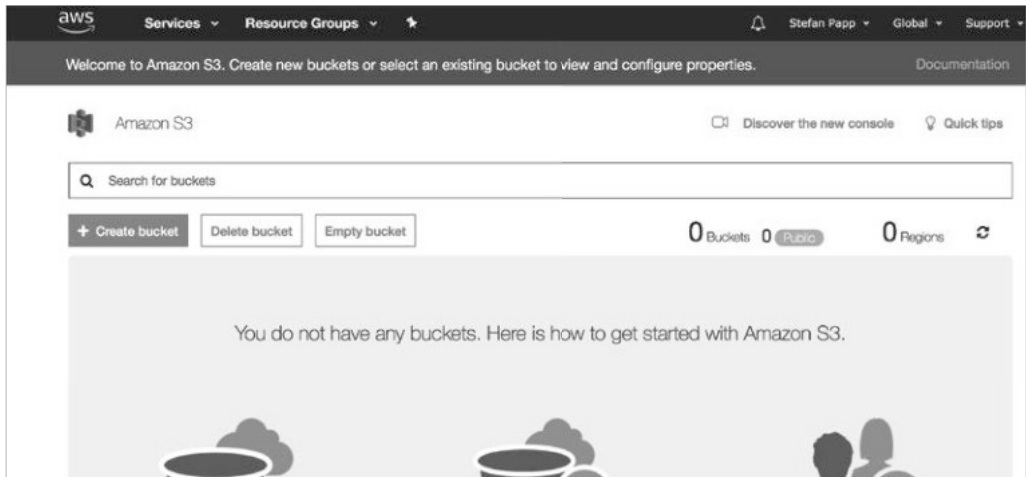 aws Services Resource Groups Stefan Papp Global Support
Welcome to Amazon S3. Create new buckets or select an existing bucket to view and configure properties. Documentation
Amazon S3 Discover the new console Quick tips
Search for buckets
+ Create bucket Delete bucket Empty bucket 0 Buckets 0 Public 0 Regions
You do not have any buckets. Here is how to get started with Amazon S3.